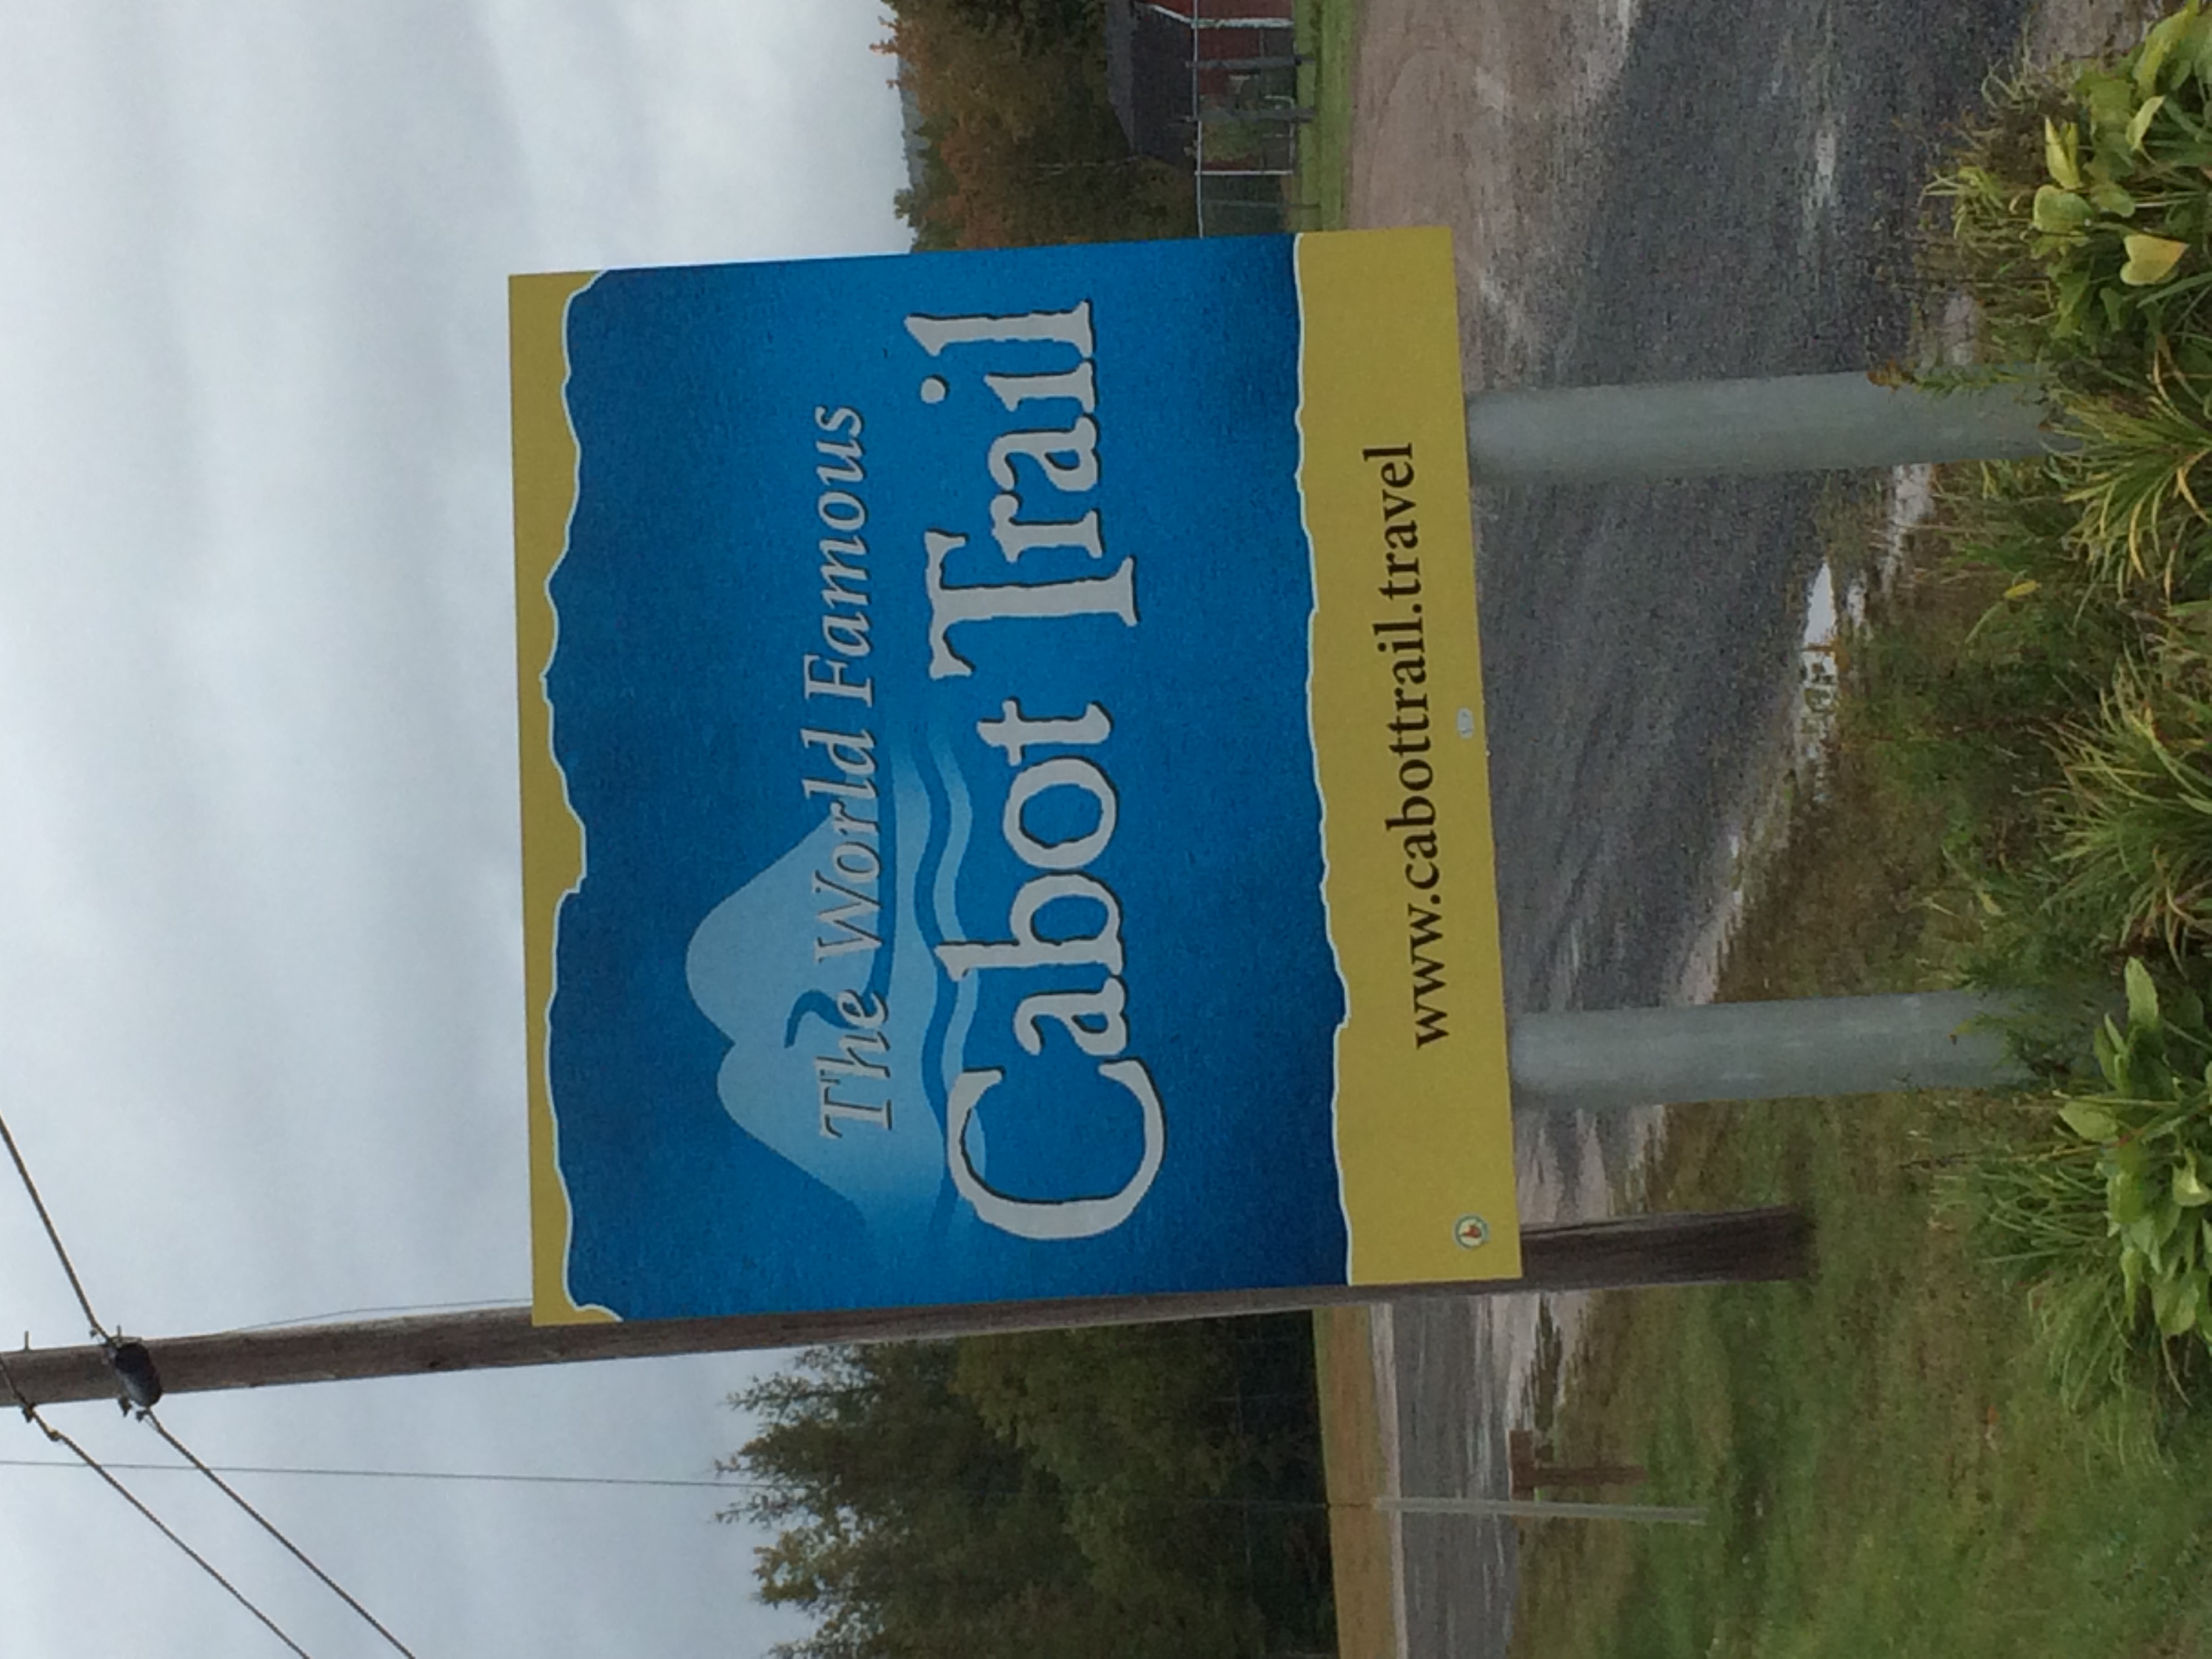 The World Famous
Cabot Trail
www.cabottrail.travel